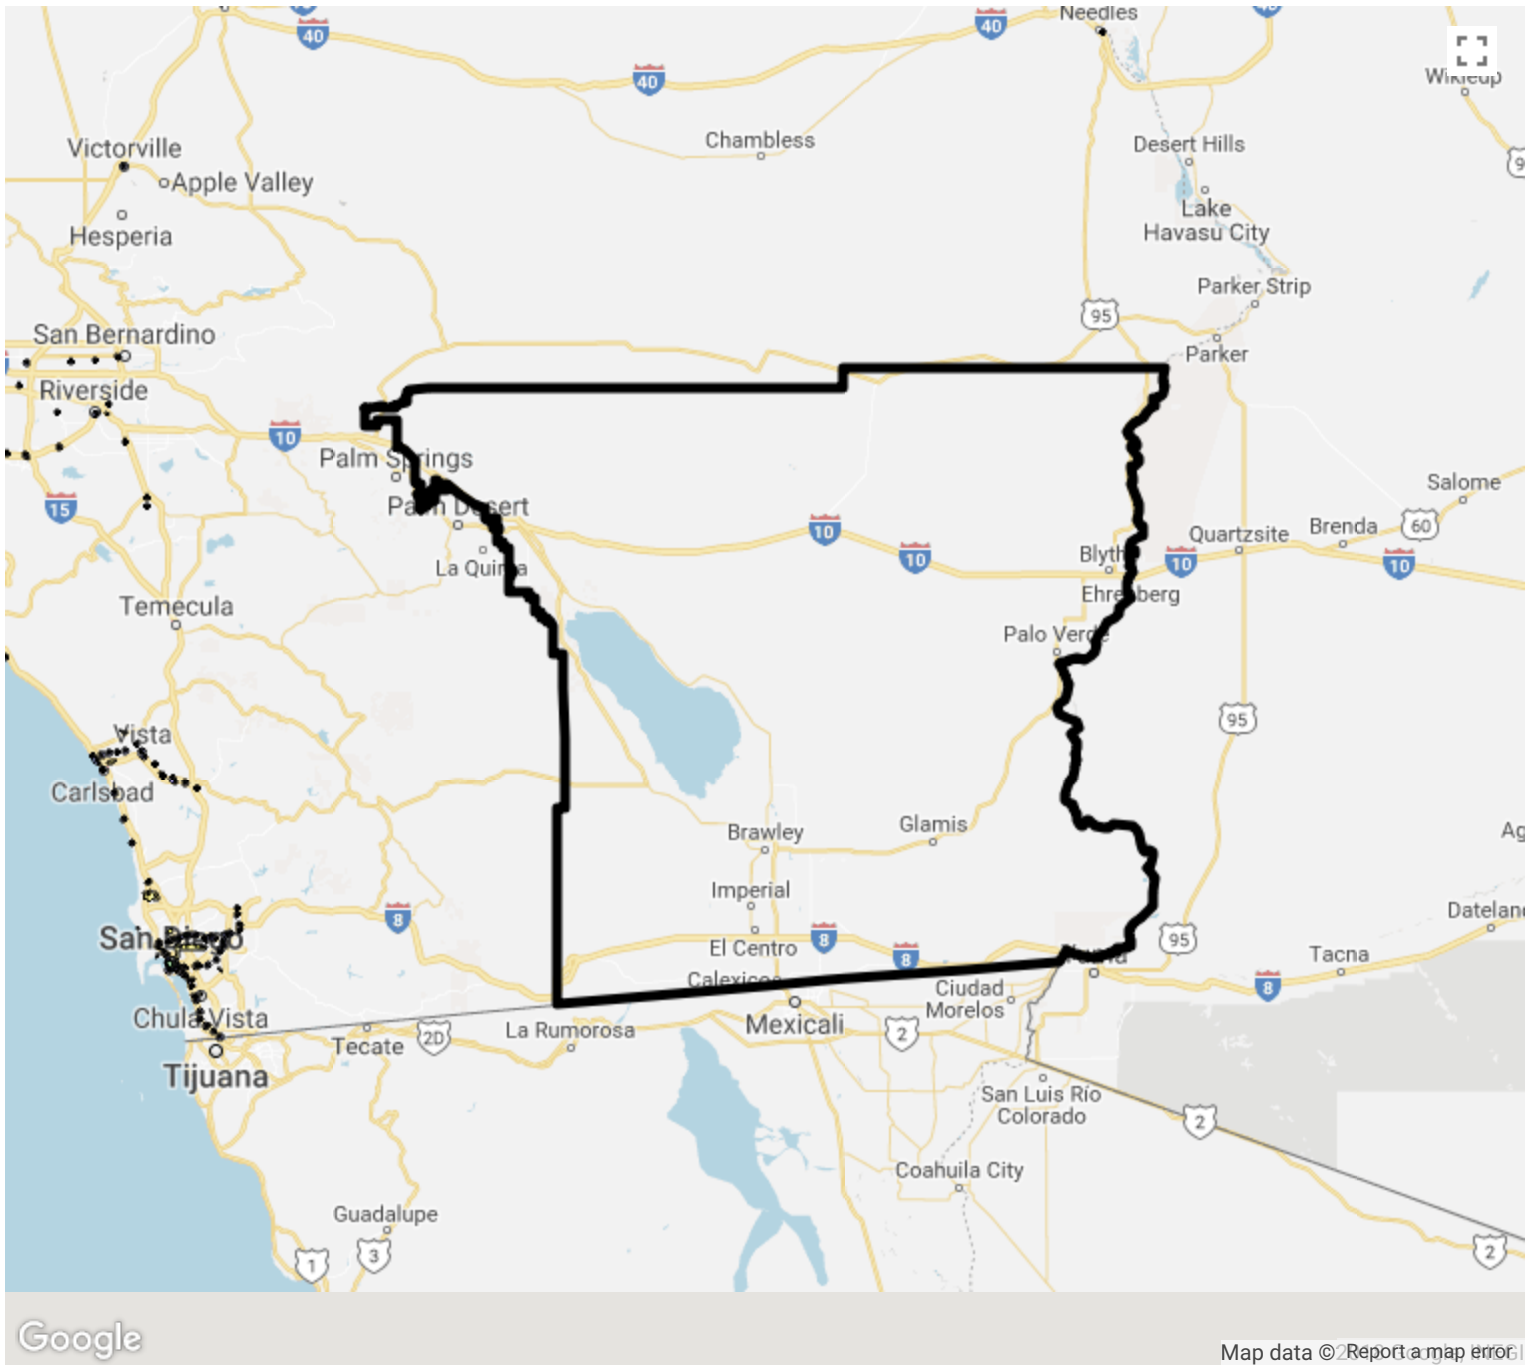 Needles
40
40
40
Wikieup
Chambless
Victorville
Desert Hills
Apple Valley
Lake
Havasu City
Hesperia
Parker Strip
95
San Bernardino
Parker
Riverside
10
Palm Springs
Salome
Palm Desert
15
10
Quartzsite
Brenda
60
Blyth
10
10
10
La Quinta
Ehrenberg
Temecula
Palo Verde
95
Vista
Carlsbad
Brawley
Glamis
Imperial
8
Dateland
San Diego
El Centro
8
8
95
Tacna
Yuma
8
Calexico
Ciudad
Morelos
Chula Vista
La Rumorosa
Mexicali
2
Tecate
2D
Tijuana
San Luis Río
Colorado
2
Coahuila City
Guadalupe
1
3
2
Google
Map data ©
Report a map error